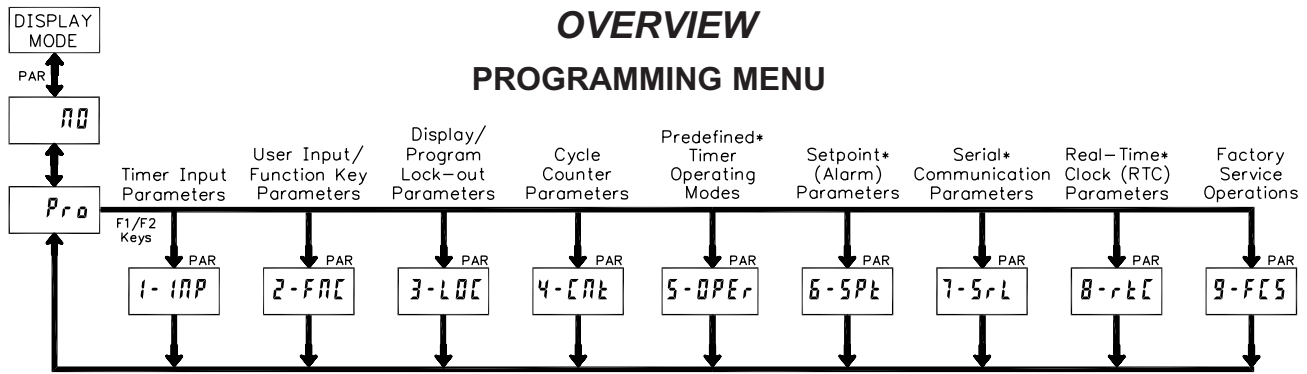 DISPLAY
MODE
OVERVIEW
PROGRAMMING MENU
PAR
NO
Pro
F1/F2
Keys
Timer Input
Parameters
User Input/
Function Key
Parameters
Display/
Program
Lock-out
Parameters
Cycle
Counter
Parameters
Predefined*
Timer
Operating
Modes
Setpoint*
(Alarm)
Parameters
Serial*
Communication
Parameters
Real-Time*
Clock (RTC)
Parameters
Factory
Service
Operations
PAR
PAR
PAR
PAR
PAR
PAR
PAR
PAR
PAR
1-INP
2-FNC
3-LOC
4-CNt
5-OPEr
6-SPt
7-SrL
8-rtC
9-FCS